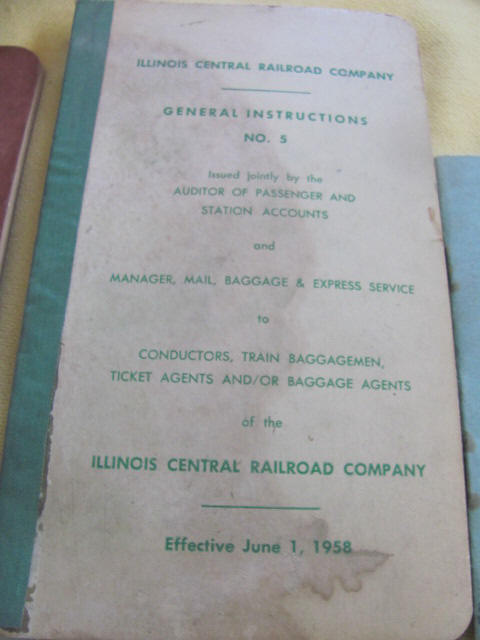 ILLINOIS CENTRAL RAILROAD COMPANY
GENERAL INSTRUCTIONS
NO. 5
Issued jointly by the
AUDITOR OF PASSENGER AND
STATION ACCOUNTS
and
MANAGER, MAIL, BAGGAGE & EXPRESS SERVICE
to
CONDUCTORS, TRAIN BAGGAGEMEN,
TICKET AGENTS AND/OR BAGGAGE AGENTS
of the
ILLINOIS CENTRAL RAILROAD COMPANY
Effective June 1, 1958